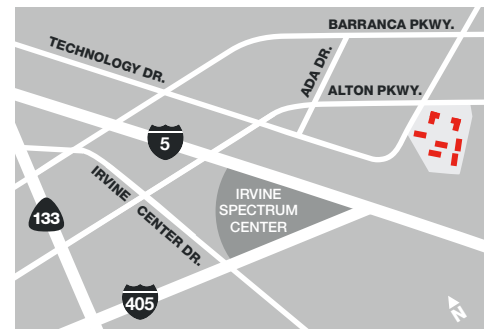 BARRANCA PKWY.
TECHNOLOGY DR.
ADA DR.
ALTON PKWY.
5
IRVINE
SPECTRUM
CENTER
IRVINE CENTER DR.
133
405
N